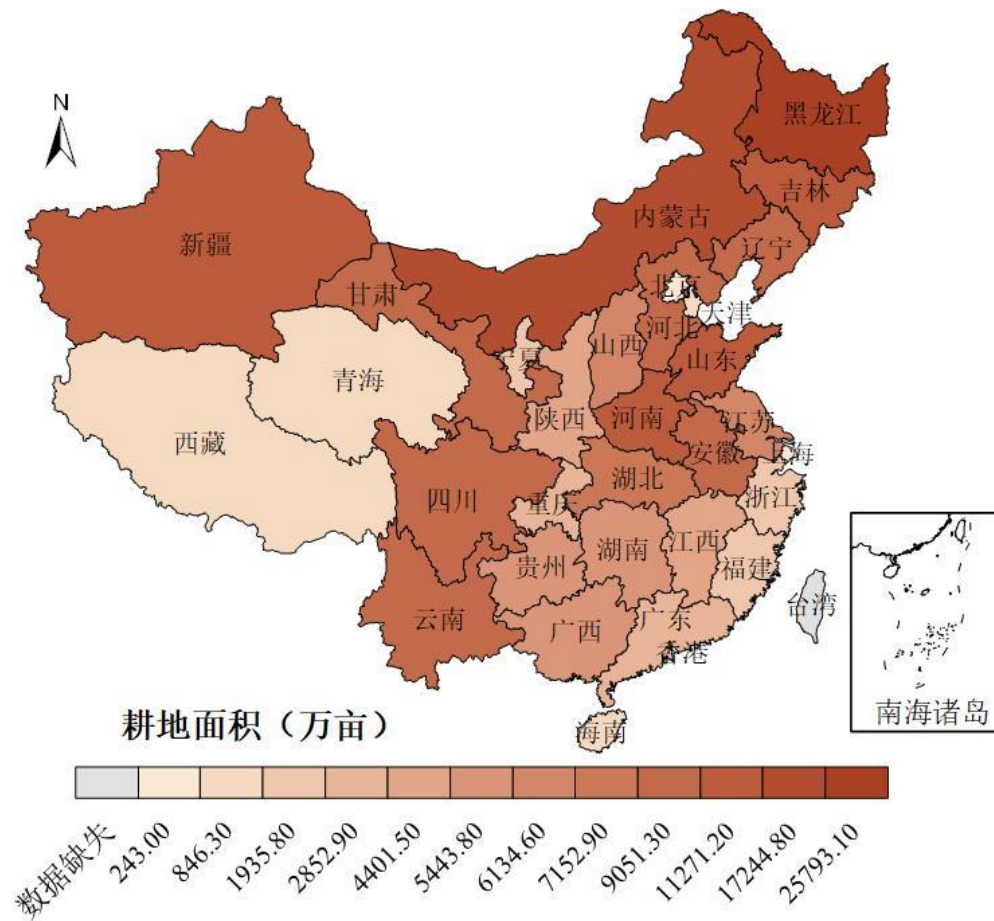 N
黑龙江
吉林
内蒙古
新疆
辽宁
北京
甘肃
天津
河北
山西
宁夏
山东
青海
陕西
河南
江苏
西藏
安徽
上海
湖北
四川
重庆
浙江
湖南
江西
贵州
福建
台湾
云南
广西
广东
香港
南海诸岛
海南
耕地面积（万亩）
数据缺失
243.00
846.30
1935.80
2852.90
4401.50
5443.80
6134.60
7152.90
9051.30
11271.20
17244.80
25793.10